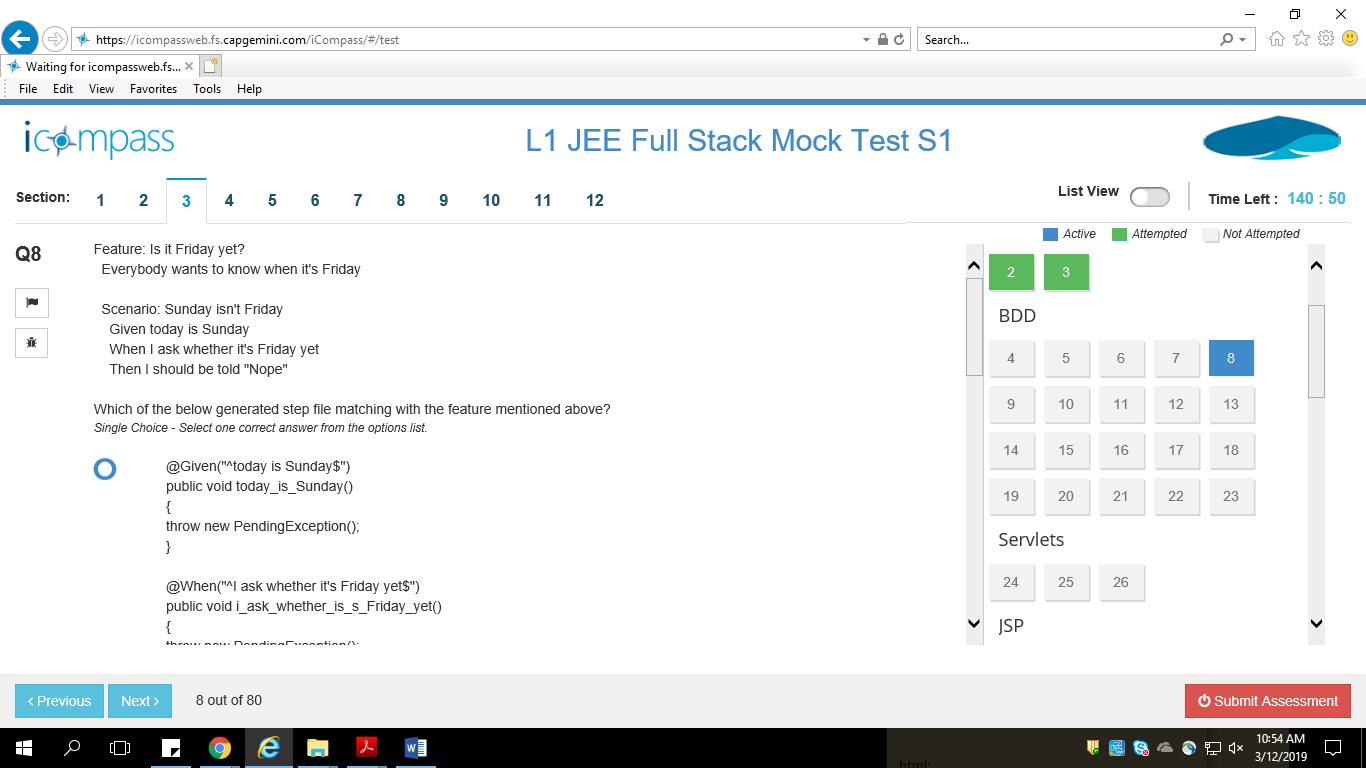 https://icompassweb.fs.capgemini.com/iCompass/#/test
Search...
Waiting for icompassweb.fs...
File Edit View Favorites Tools Help
icompass
L1 JEE Full Stack Mock Test S1
Section: 1 2 3 4 5 6 7 8 9 10 11 12
List View
Time Left : 140 : 50
Active Attempted Not Attempted
Q8
Feature: Is it Friday yet?
Everybody wants to know when it's Friday
Scenario: Sunday isn't Friday
Given today is Sunday
When I ask whether it's Friday yet
Then I should be told "Nope"
Which of the below generated step file matching with the feature mentioned above?
Single Choice - Select one correct answer from the options list.
@Given("^today is Sunday$")
public void today_is_Sunday()
{
throw new PendingException();
}
@When("^I ask whether it's Friday yet$")
public void i_ask_whether_is_s_Friday_yet()
{
throw new PendingException();
2 3
BDD
4 5 6 7 8
9 10 11 12 13
14 15 16 17 18
19 20 21 22 23
Servlets
24 25 26
JSP
< Previous
Next >
8 out of 80
Submit Assessment
html:
10:54 AM
3/12/2019